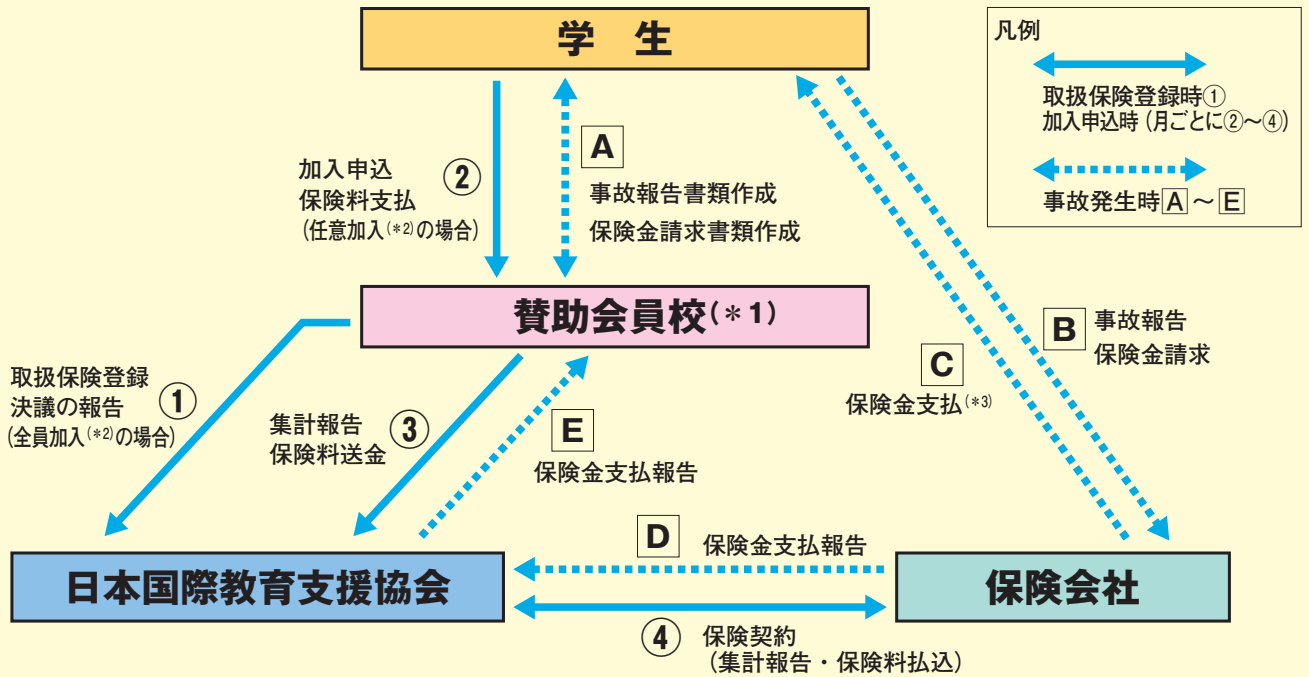 学 生
凡例
取扱保険登録時①
加入申込時 (月ごとに②～④)
事故発生時A～E
加入申込
保険料支払
(任意加入(*2)の場合)
②
A
事故報告書類作成
保険金請求書類作成
賛助会員校(*1)
B
事故報告
保険金請求
C
保険金支払(*3)
取扱保険登録
決議の報告
(全員加入(*2)の場合)
①
集計報告
保険料送金
③
E
保険金支払報告
D
保険金支払報告
日本国際教育支援協会
保険会社
④
保険契約
(集計報告・保険料払込)